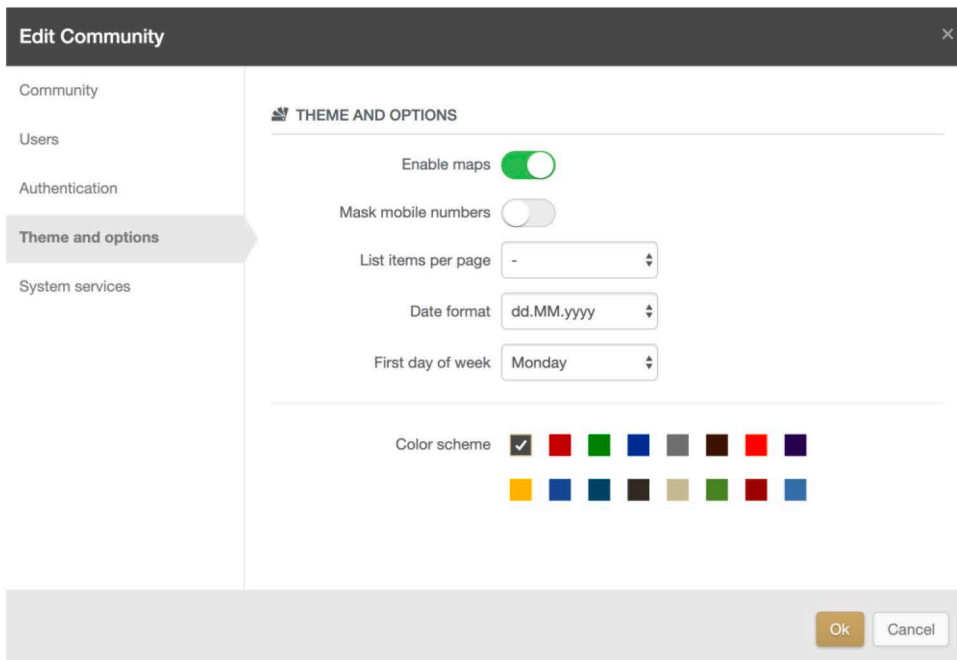 Edit Community
Community
Users
Authentication
Theme and options
System services
THEME AND OPTIONS
Enable maps
Mask mobile numbers
List items per page -
Date format dd.MM.yyyy
First day of week Monday
Color scheme
Ok Cancel